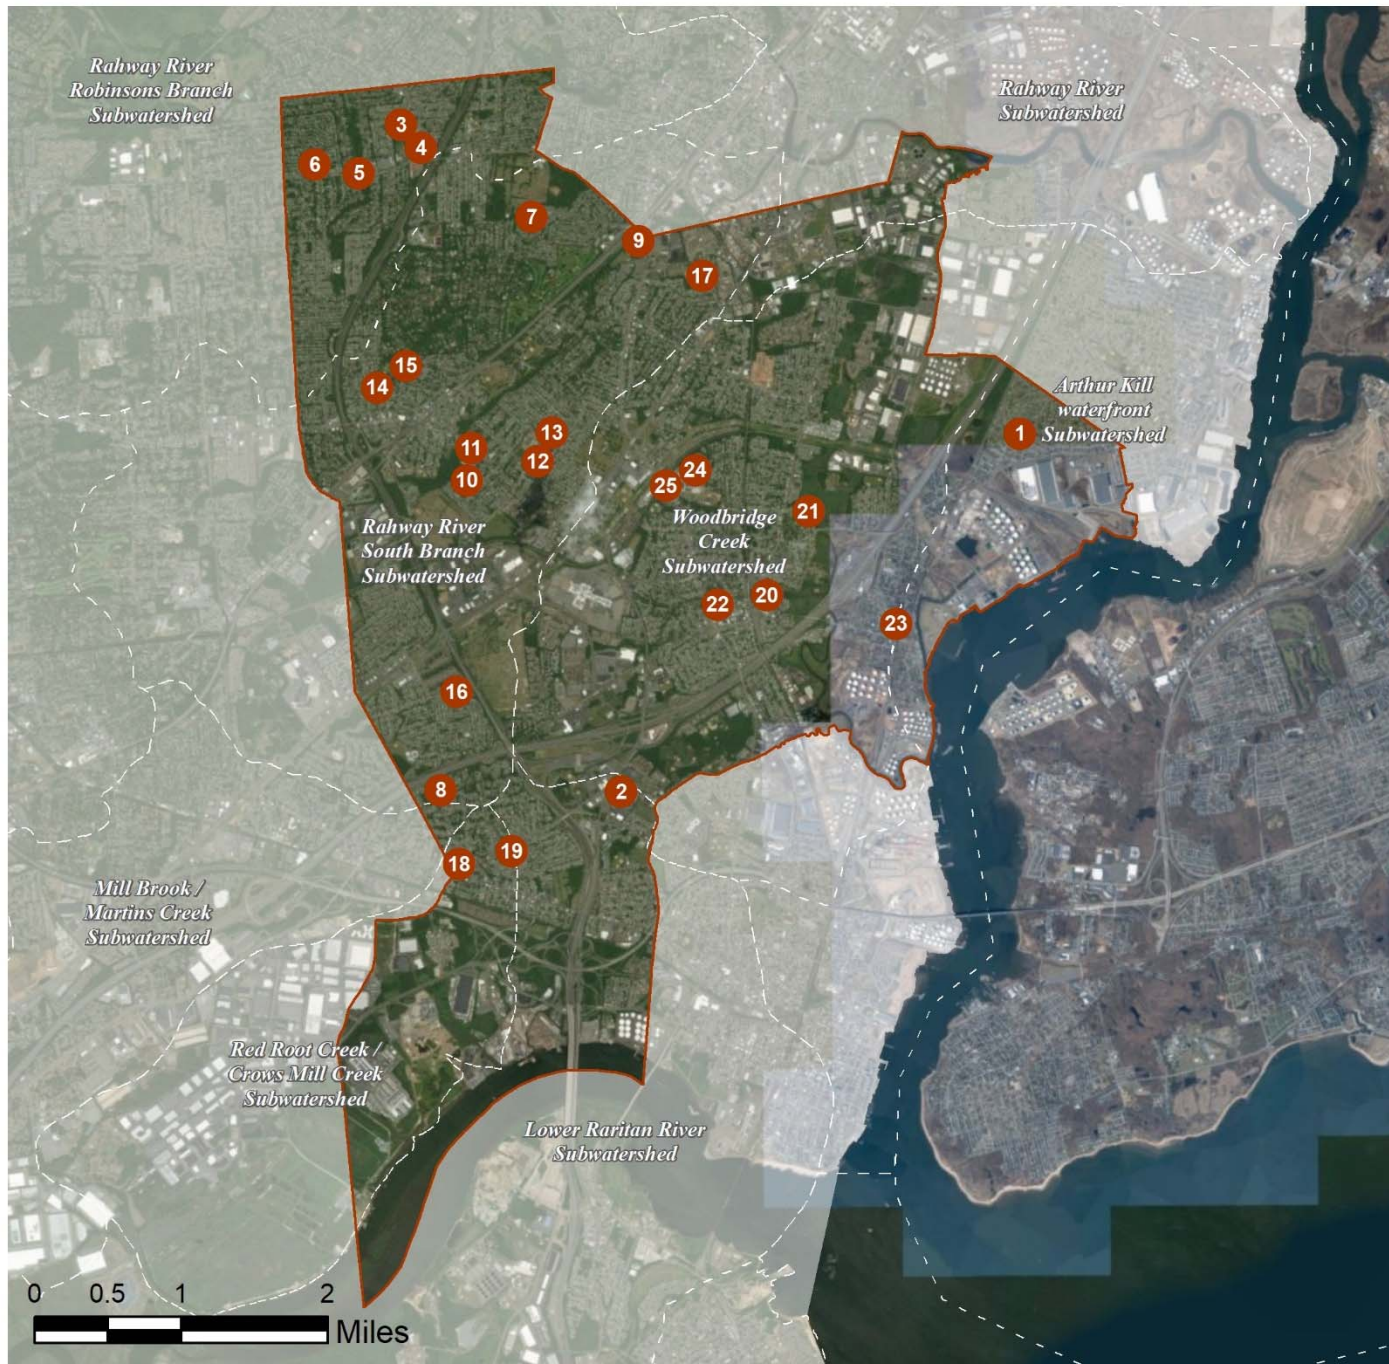 Rahway River
Robinsons Branch
Subwatershed
Rahway River
Subwatershed
3
4
6
5
7
9
17
15
14
Arthur Kill
waterfront
Subwatershed
1
13
11
12
10
24
25
21
Rahway River
South Branch
Subwatershed
Woodbridge
Creek
Subwatershed
22
20
23
16
8
2
19
18
Mill Brook /
Martins Creek
Subwatershed
Red Root Creek /
Crows Mill Creek
Subwatershed
Lower Raritan River
Subwatershed
0 0.5 1 2
Miles